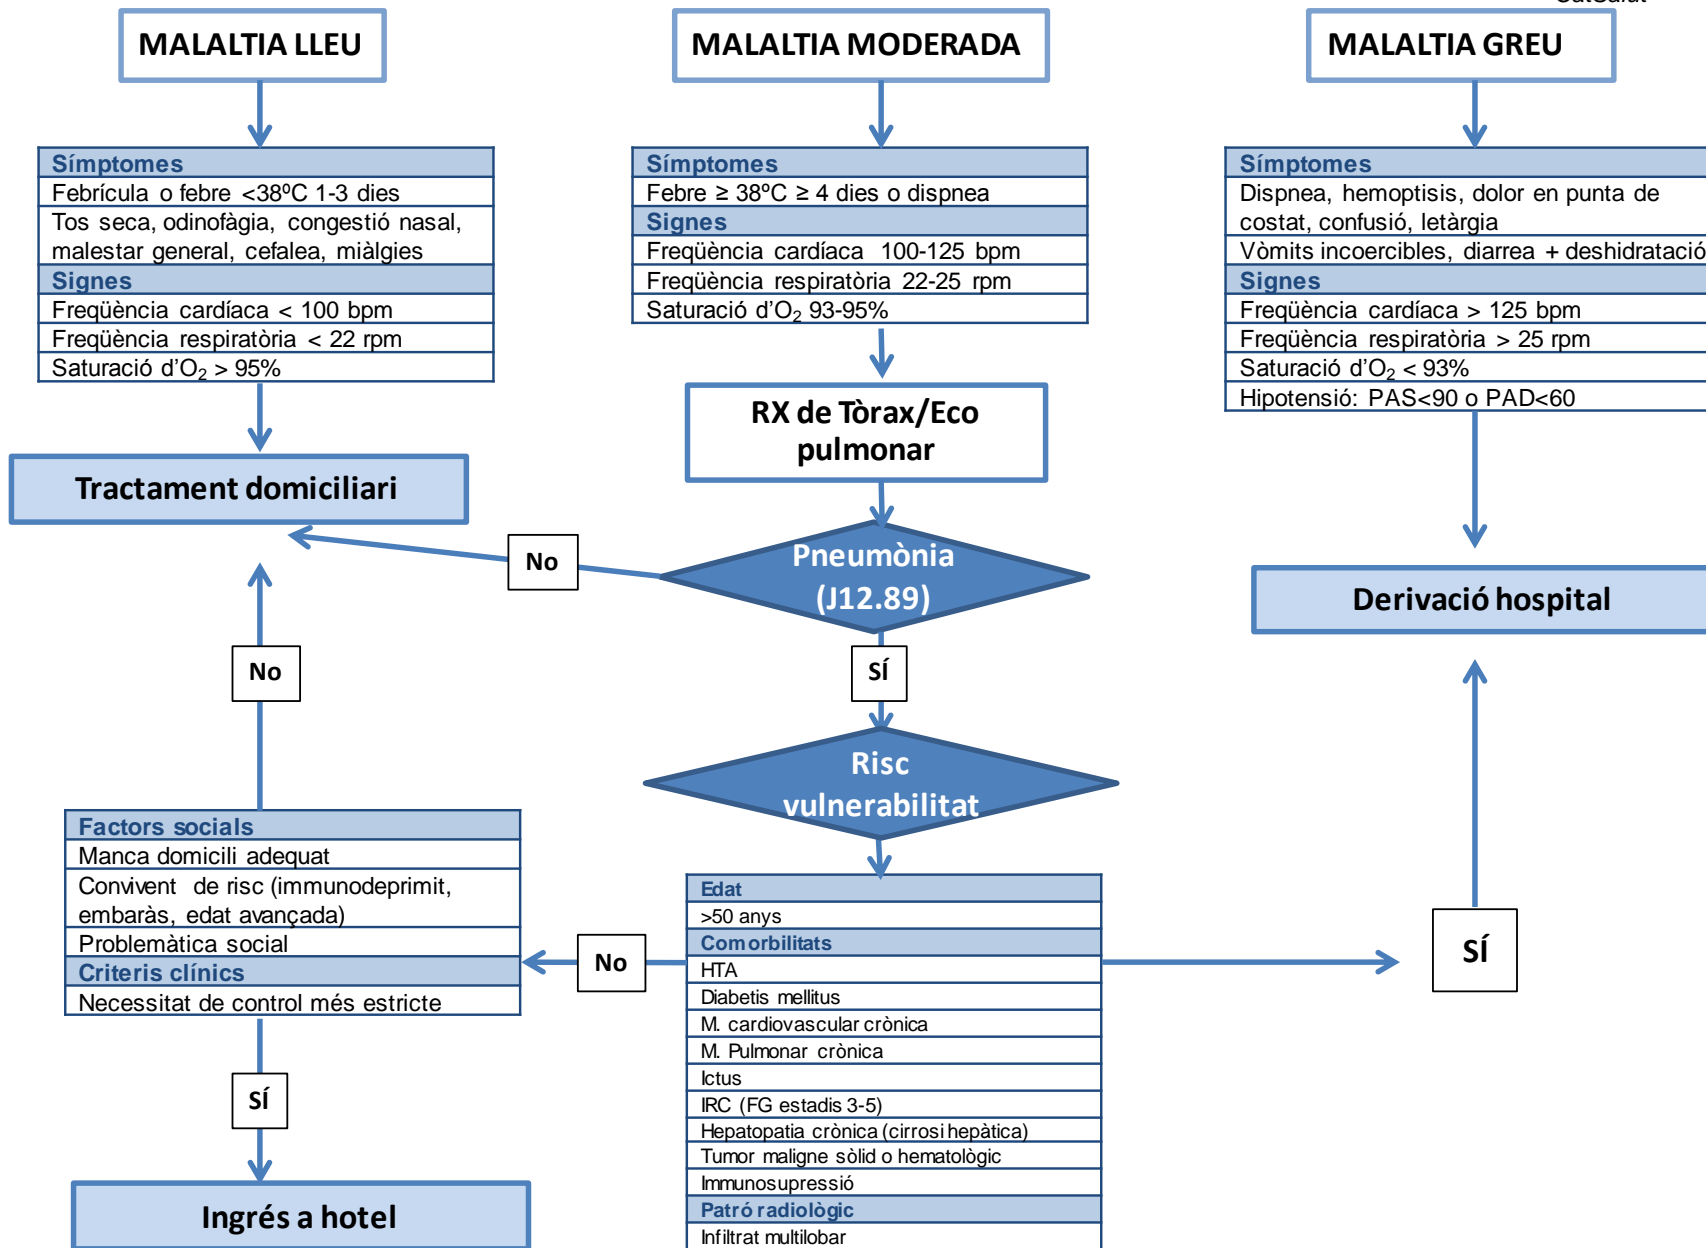 MALALTIA LLEU
Símptomes
Febrícula o febre <38ºC 1-3 dies
Tos seca, odinofàgia, congestió nasal,
malestar general, cefalea, miàlgies
Signes
Freqüència cardíaca < 100 bpm
Freqüència respiratòria < 22 rpm
Saturació d’O₂ > 95%
Tractament domiciliari
MALALTIA MODERADA
Símptomes
Febre ≥ 38ºC ≥ 4 dies o dispnea
Signes
Freqüència cardíaca 100-125 bpm
Freqüència respiratòria 22-25 rpm
Saturació d’O₂ 93-95%
RX de Tòrax/Eco
pulmonar
Pneumònia
(J12.89)
No
SÍ
Risc
vulnerabilitat
Edat
>50 anys
Comorbilitats
HTA
Diabetis mellitus
M. cardiovascular crònica
M. Pulmonar crònica
Ictus
IRC (FG estadis 3-5)
Hepatopatia crònica (cirrosi hepàtica)
Tumor maligne sòlid o hematològic
Immunosupressió
Patró radiològic
Infiltrat multilobar
No
SÍ
Factors socials
Manca domicili adequat
Convivent de risc (immunodeprimit,
embaràs, edat avançada)
Problemàtica social
Criteris clínics
Necessitat de control més estricte
No
SÍ
Ingrés a hotel
MALALTIA GREU
Símptomes
Dispnea, hemoptisis, dolor en punta de
costat, confusió, letàrgia
Vòmits incoercibles, diarrea + deshidratació
Signes
Freqüència cardíaca > 125 bpm
Freqüència respiratòria > 25 rpm
Saturació d’O₂ < 93%
Hipotensió: PAS<90 o PAD<60
Derivació hospital